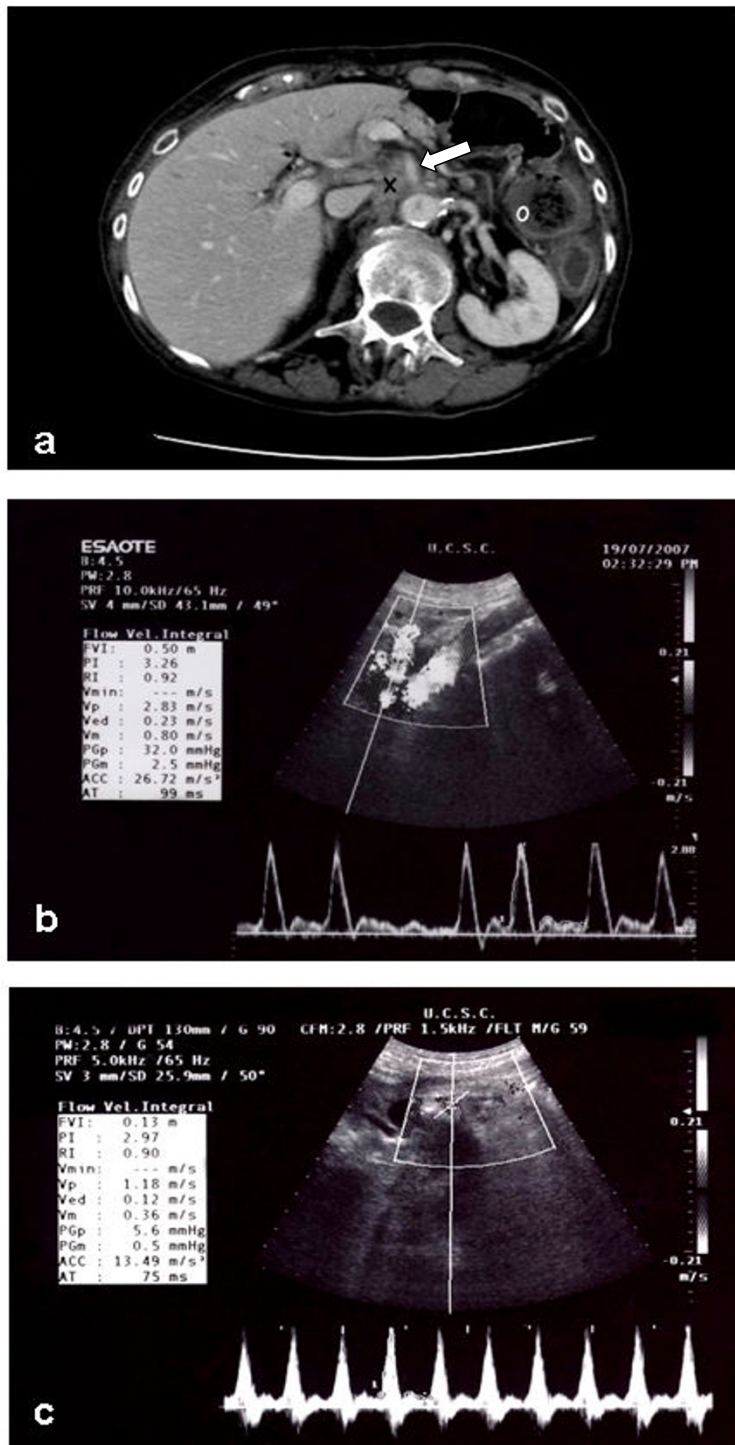 X
a
ESAOTE
B:4.5
PW:2.8
PRF 10.0kHz/65 Hz
SV 4 mm/SD 43.1mm / 49°
U.C.S.C.
19/07/2007
02:32:29 PM
Flow Vel.Integral
FVI: 0.50 m
PI : 3.26
RI : 0.92
Vmin: --- m/s
Vp : 2.83 m/s
Ved : 0.23 m/s
Vm : 0.80 m/s
PGp : 32.0 mmHg
PGm : 2.5 mmHg
ACC : 26.72 m/s²
AT : 99 ms
0.21
-0.21
m/s
2.88
b
U.C.S.C.
B:4.5 / DPT 130mm / G 90 CFM:2.8 /PRF 1.5kHz /FLT M/G 59
PW:2.8 / G 54
PRF 5.0kHz /65 Hz
SV 3 mm/SD 25.9mm / 50°
Flow Vel.Integral
FVI: 0.13 m
PI : 2.97
RI : 0.90
Vmin: --- m/s
Vp : 1.18 m/s
Ved : 0.12 m/s
Vm : 0.36 m/s
PGp : 5.6 mmHg
PGm : 0.5 mmHg
ACC : 13.49 m/s²
AT : 75 ms
0.21
-0.21
m/s
c